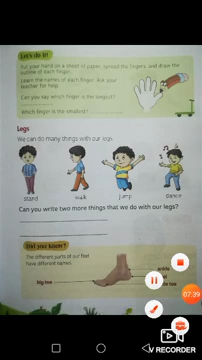 Let's do it!
Put your hand on a sheet of paper, spread the fingers, and draw the
outline of each finger.
Learn the names of each finger. Ask your
teacher for help.
Can you say which finger is the longest?
Which finger is the smallest?
Legs
We can do many things with our legs.
stand
walk
jump
dance
Can you write two more things that we do with our legs?
Did you know?
The different parts of our feet
have different names.
ankle
big toe
toe
07:39
V RECORDER